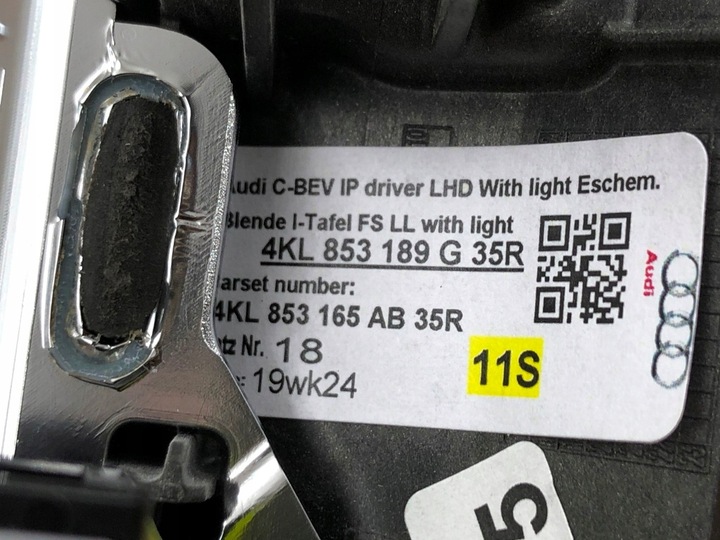 Audi C-BEV IP driver LHD With light Eschem.
Blende I-Tafel FS LL with light
4KL 853 189 G 35R
arset number:
4KL 853 165 AB 35R
tz Nr. 18
: 19wk24
11S
Audi
5